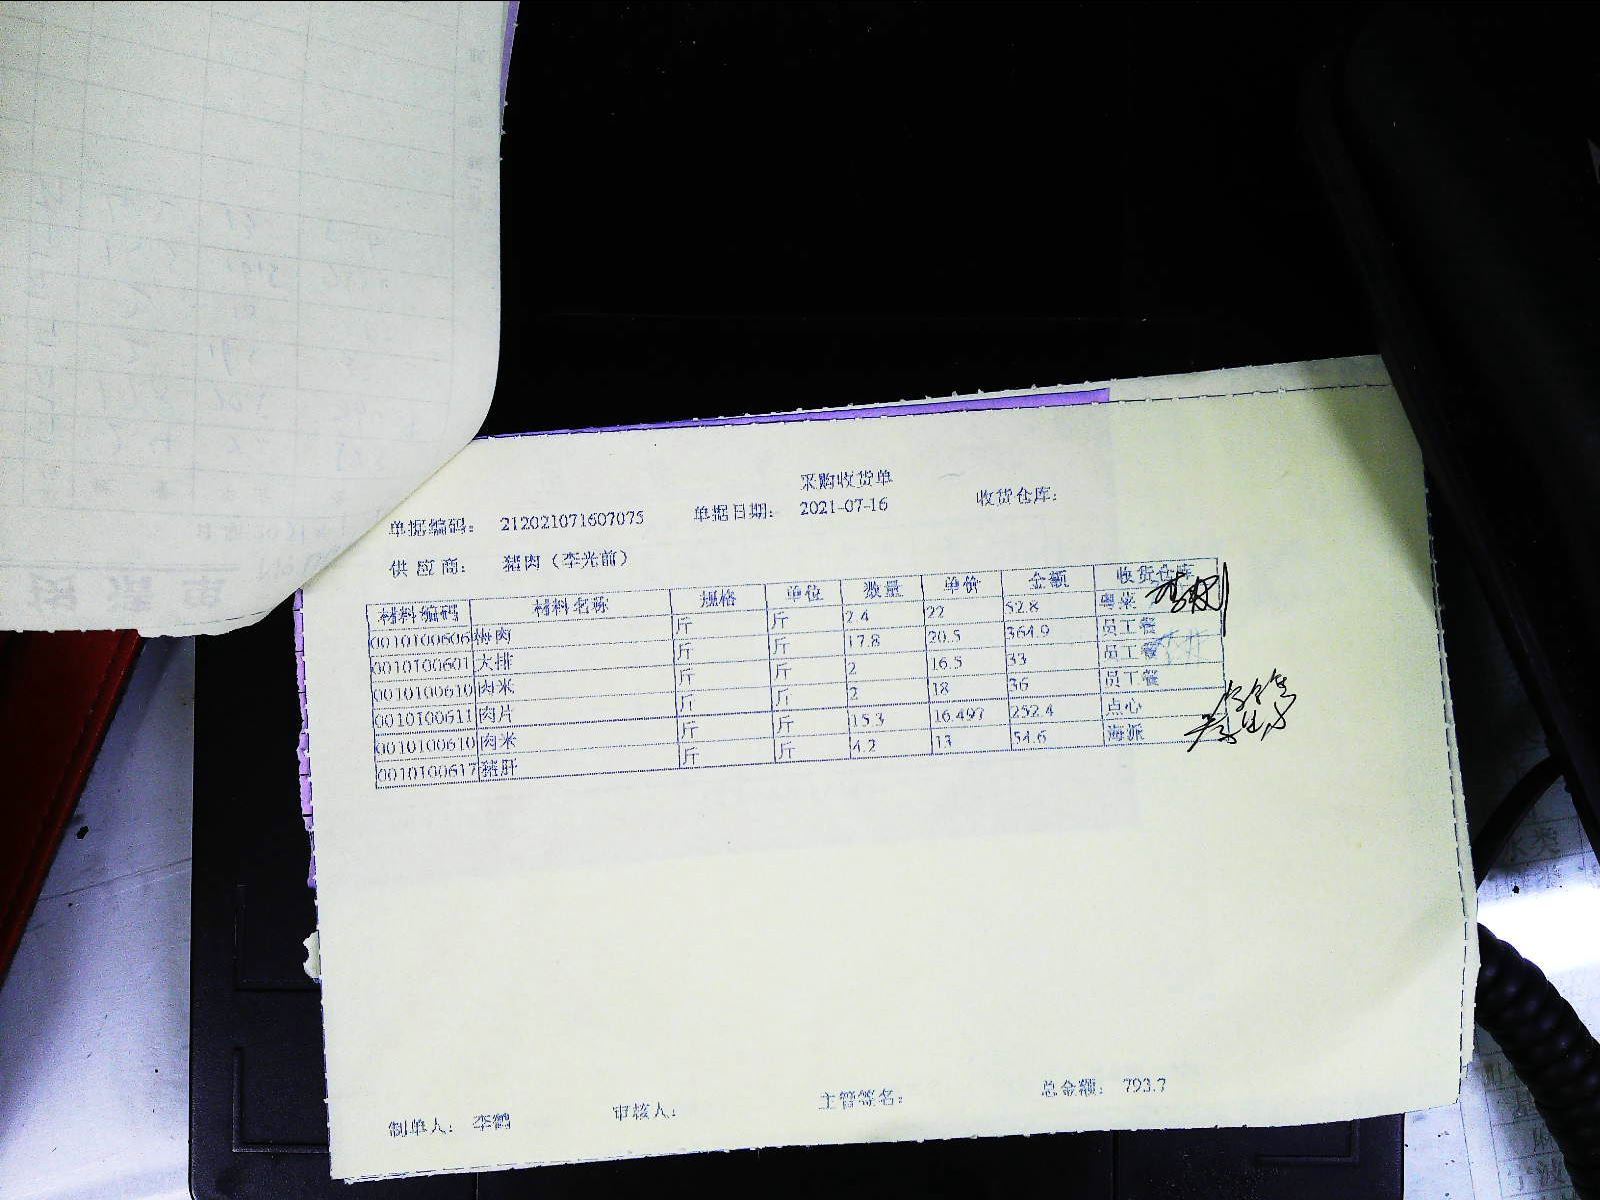 采购收货单
单据编码： 212021071607075 单据日期： 2021-07-16 收货仓库：
供应商： 猪肉（李光前）
材料编码 材料名称 规格 单位 数量 单价 金额 收货仓库
0010100606 梅肉 斤 斤 2.4 22 52.8 粤菜
0010100601 大排 斤 斤 17.8 20.5 364.9 员工餐
0010100610 肉米 斤 斤 2 16.5 33 员工餐
0010100611 肉片 斤 斤 2 18 36 员工餐
0010100610 肉米 斤 斤 15.3 16.497 252.4 点心
0010100617 猪肝 斤 斤 4.2 13 54.6 海派
制单人： 李鹤 审核人： 主管签名： 总金额： 793.7